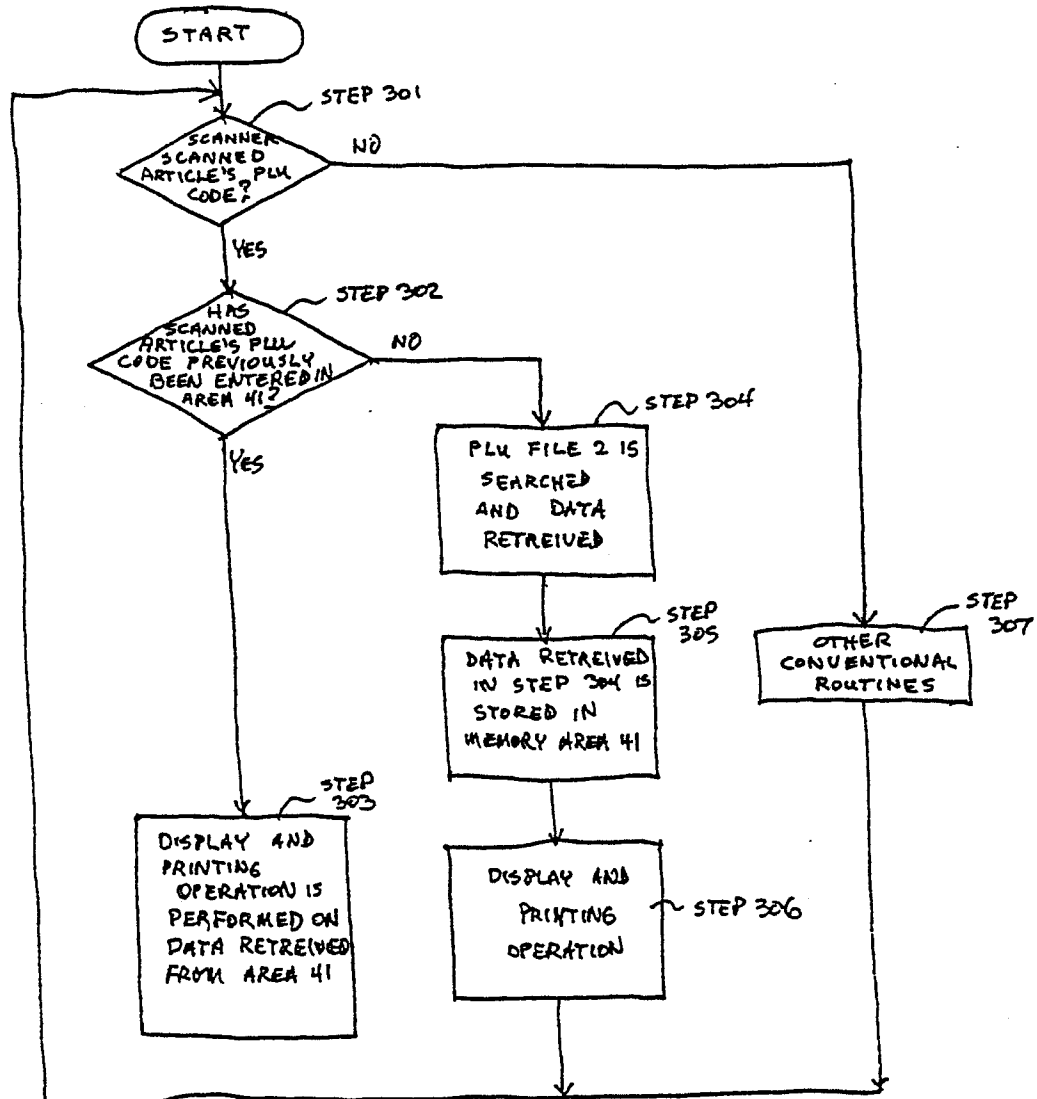 START
STEP 301
SCANNER
SCANNED
ARTICLE'S PLU
CODE?
NO
YES
STEP 302
HAS
SCANNED
ARTICLE'S PLU
CODE PREVIOUSLY
BEEN ENTERED IN
AREA 41?
NO
YES
STEP 304
PLU FILE 2 IS
SEARCHED
AND DATA
RETREIVED
STEP
305
DATA RETREIVED
IN STEP 304 IS
STORED IN
MEMORY AREA 41
STEP
307
OTHER
CONVENTIONAL
ROUTINES
STEP
303
DISPLAY AND
PRINTING
OPERATION IS
PERFORMED ON
DATA RETREIVED
FROM AREA 41
DISPLAY AND
PRINTING
OPERATION
STEP 306